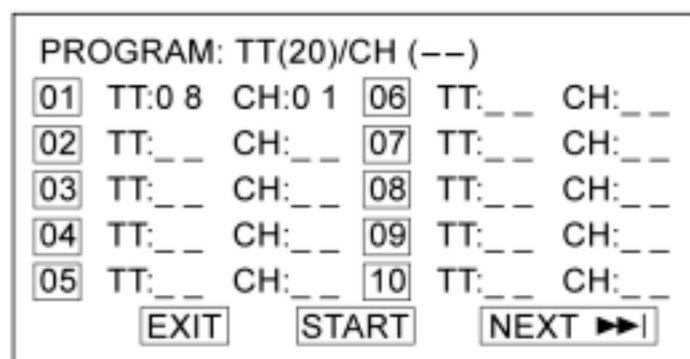 PROGRAM: TT(20)/CH (--)
01 TT:0 8 CH:0 1 06 TT:_ _ CH:_ _
02 TT:_ _ CH:_ _ 07 TT:_ _ CH:_ _
03 TT:_ _ CH:_ _ 08 TT:_ _ CH:_ _
04 TT:_ _ CH:_ _ 09 TT:_ _ CH:_ _
05 TT:_ _ CH:_ _ 10 TT:_ _ CH:_ _
EXIT START NEXT ▶▶|